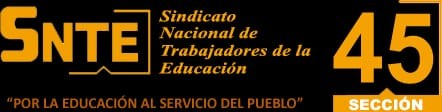 SNTE
Sindicato
Nacional de
Trabajadores de la
Educación
45
SECCIÓN
“POR LA EDUCACIÓN AL SERVICIO DEL PUEBLO”